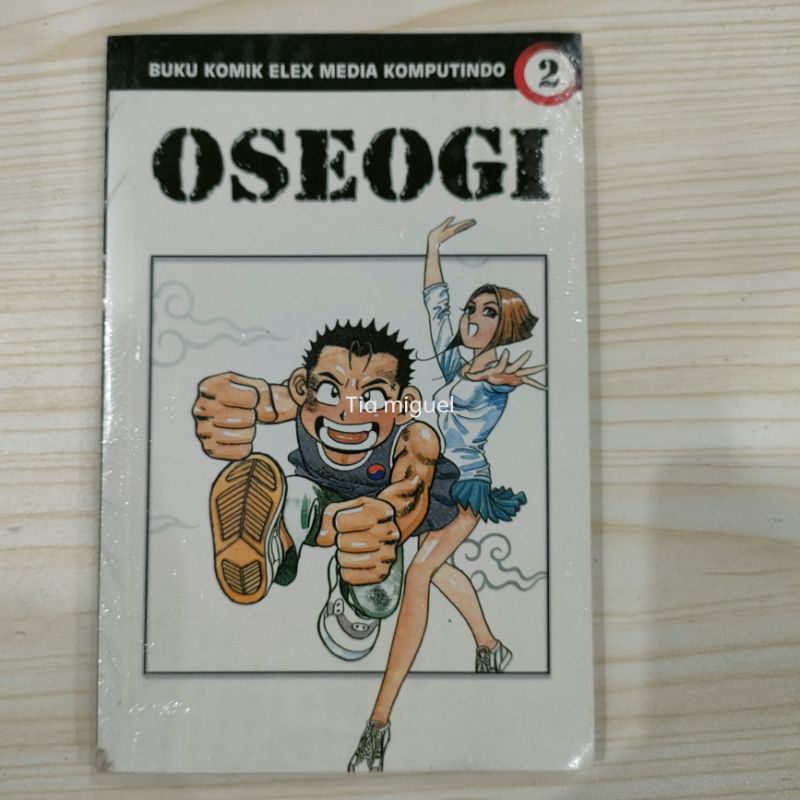 BUKU KOMIK ELEX MEDIA KOMPUTINDO
2
OSEOGI
Tia miguel